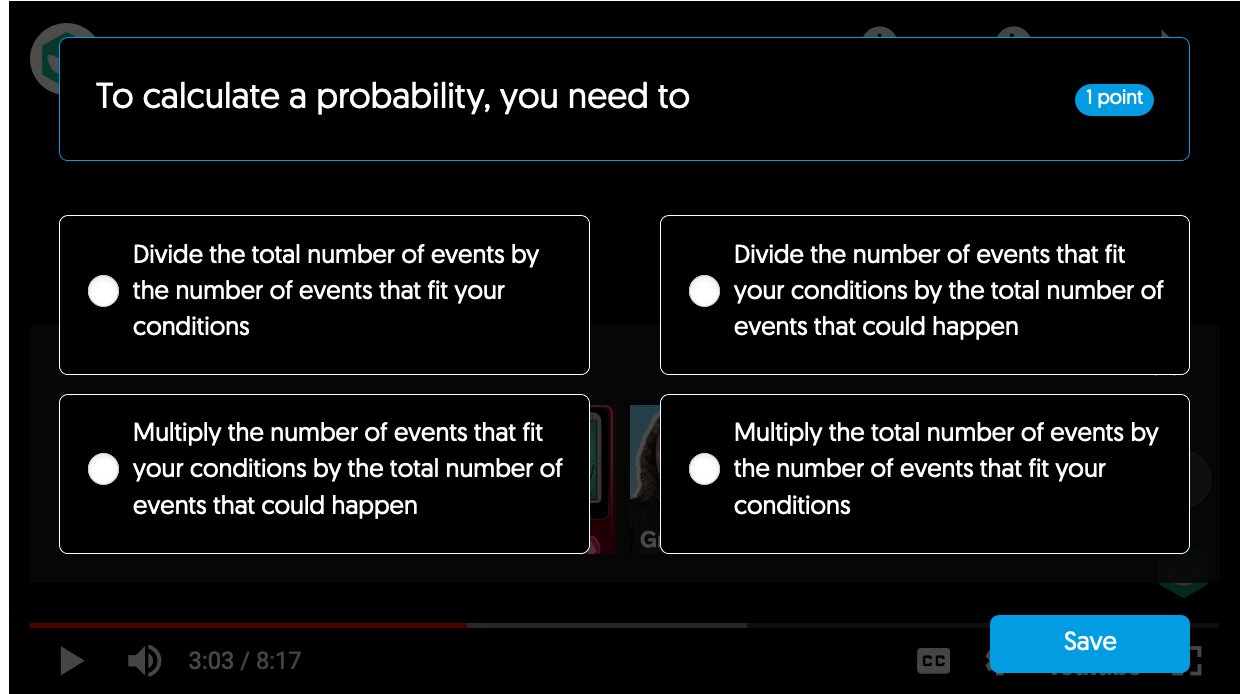 To calculate a probability, you need to
1 point
Divide the total number of events by
the number of events that fit your
conditions
Divide the number of events that fit
your conditions by the total number of
events that could happen
Multiply the number of events that fit
your conditions by the total number of
events that could happen
Multiply the total number of events by
the number of events that fit your
conditions
3:03 / 8:17
CC
Save